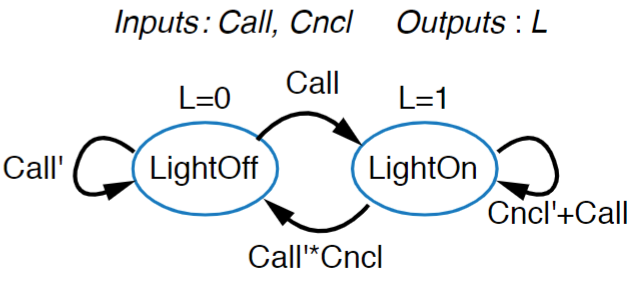 Inputs: Call, Cncl Outputs : L
Call
L=0 L=1
Call' LightOff LightOn
Cncl'+Call
Call'*Cncl